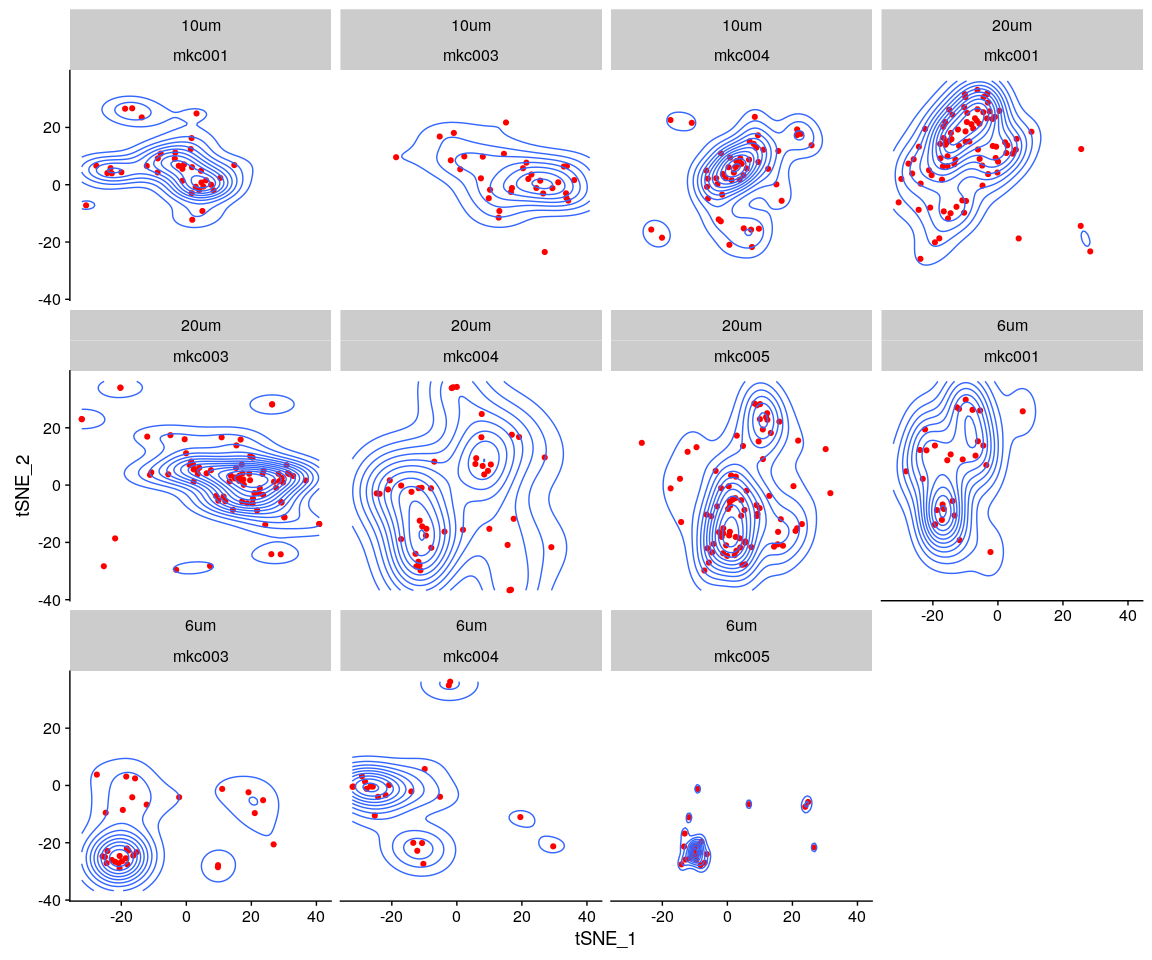 10um 10um 10um 20um
mkc001 mkc003 mkc004 mkc001
20
0
-20
-40
20um 20um 20um 6um
mkc003 mkc004 mkc005 mkc001
20
0
-20
-40
-20 0 20 40
6um 6um 6um
mkc003 mkc004 mkc005
20
0
-20
-40
-20 0 20 40 -20 0 20 40 -20 0 20 40
tSNE_1
tSNE_2